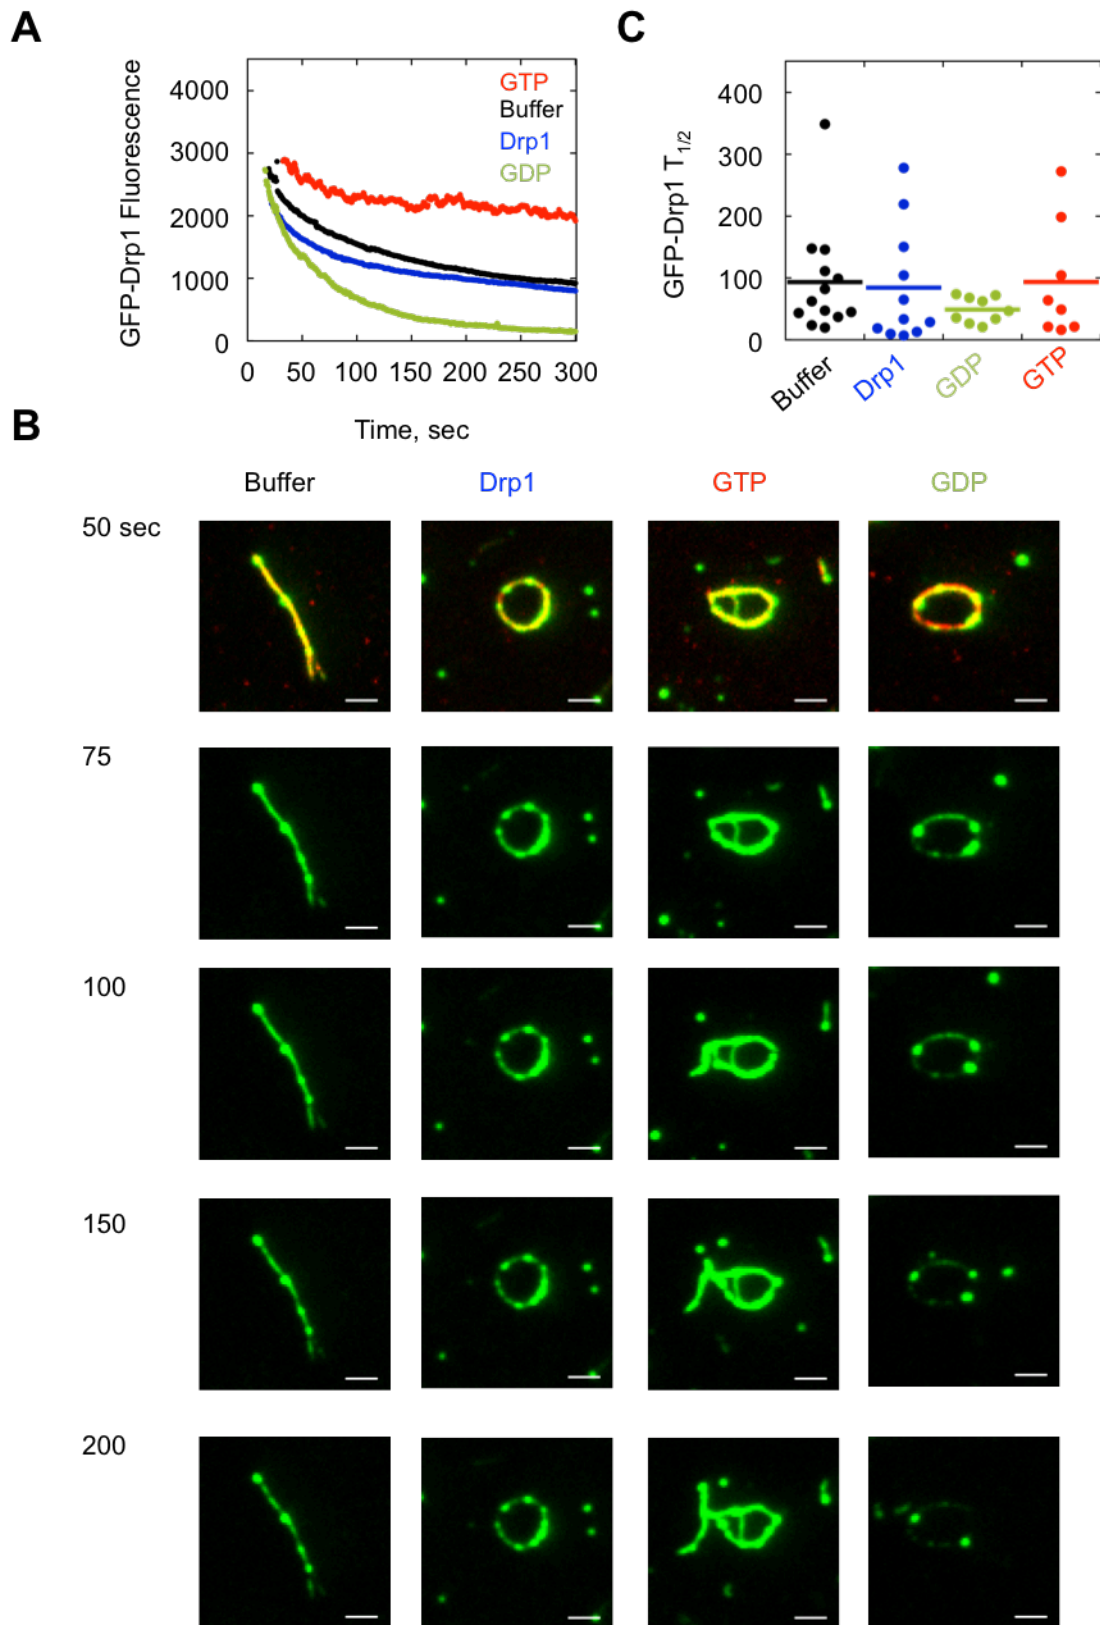 A
GFP-Drp1 Fluorescence
4000
3000
2000
1000
0
GTP
Buffer
Drp1
GDP
0 50 100 150 200 250 300
Time, sec
C
GFP-Drp1 T1/2
400
300
200
100
0
Buffer Drp1 GDP GTP
B
Buffer Drp1 GTP GDP
50 sec
75
100
150
200